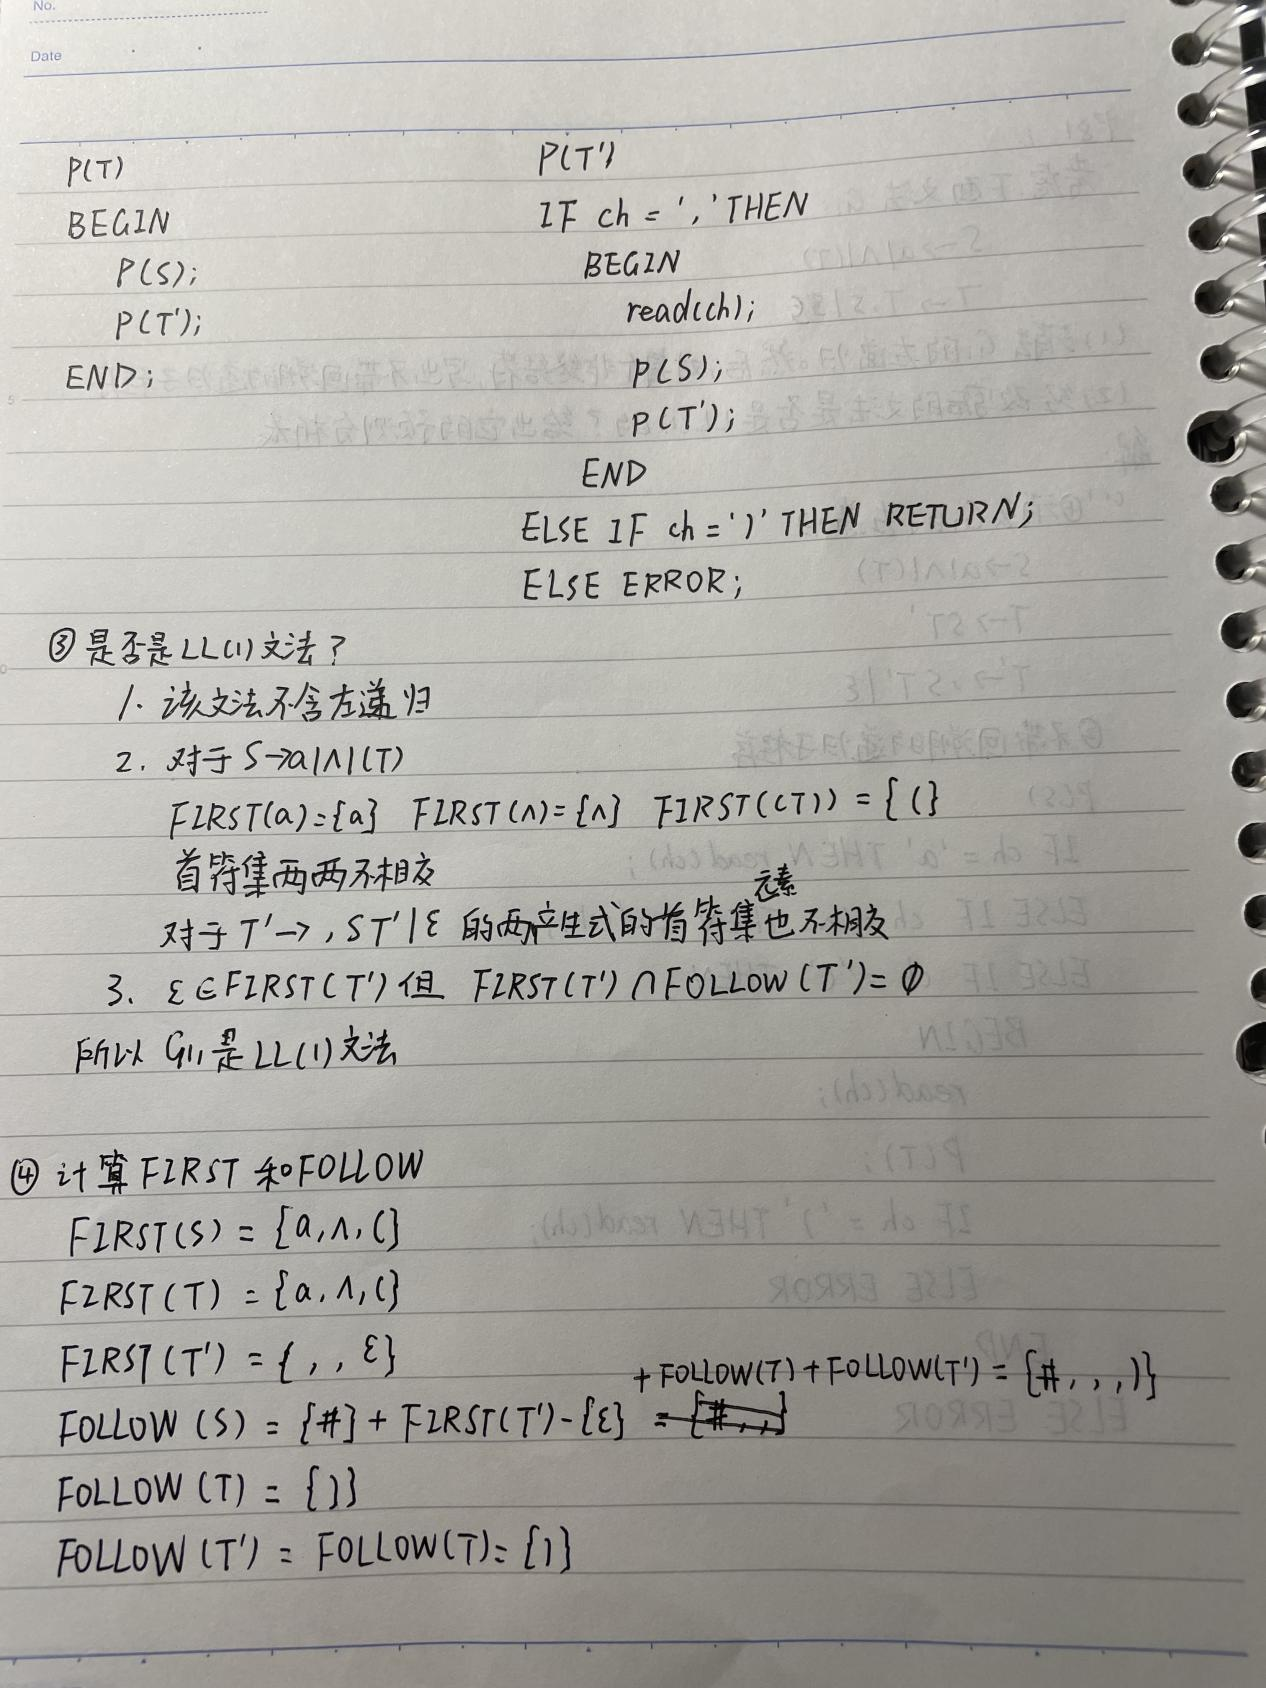 No.
Date
P(T)
BEGIN
P(S);
P(T');
END;
P(T')
IF ch = ',' THEN
BEGIN
read(ch);
P(S);
P(T');
END
ELSE IF ch = ')' THEN RETURN;
ELSE ERROR;
③是否是LL(1)文法?
1. 该文法不含左递归
2. 对于 S→a|∧|(T)
FIRST(a)={a} FIRST(∧)={∧} FIRST((T)) = {(}
首符集两两不相交
对于 T'→,ST'|ε 的两产生式的首符集元素也不相交
3. ε∈FIRST(T') 但 FIRST(T')∩FOLLOW(T')=∅
所以 G(1)是LL(1)文法
④ 计算FIRST 和FOLLOW
FIRST(S) = {a,∧,(}
FIRST(T) = {a,∧,(}
FIRST(T') = {,, ε}
FOLLOW(S) = {#} + FIRST(T')-{ε} +FOLLOW(T)+FOLLOW(T') = {#,,,)}
FOLLOW(T) = {)}
FOLLOW(T') = FOLLOW(T)= {)}